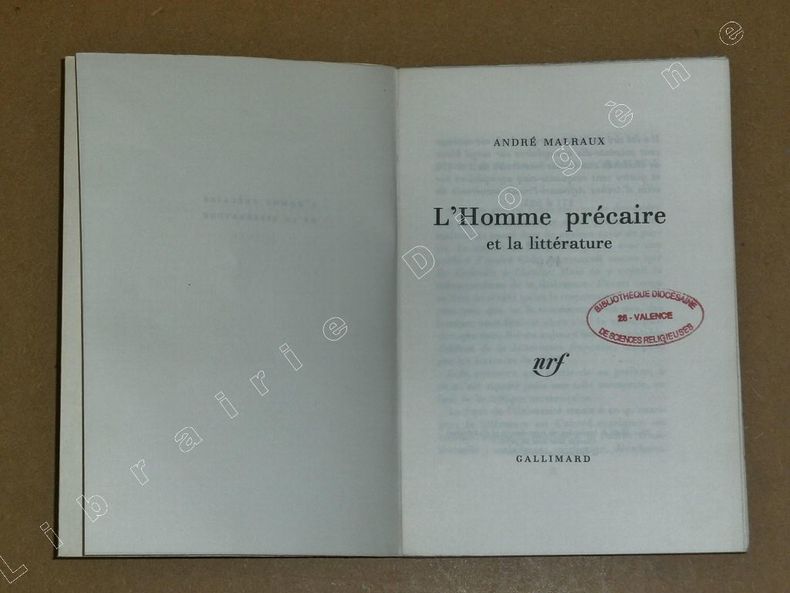 ANDRÉ MALRAUX
L'Homme précaire
et la littérature
BIBLIOTHÈQUE DIOCÉSAINE
26 - VALENCE
DE SCIENCES RELIGIEUSES
nrf
GALLIMARD
Librairie Diogène